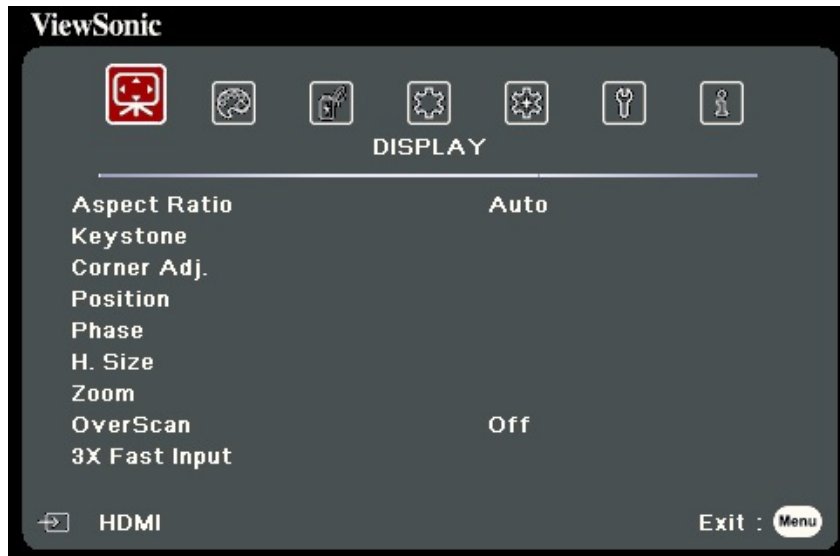 ViewSonic
DISPLAY
Aspect Ratio Auto
Keystone
Corner Adj.
Position
Phase
H. Size
Zoom
OverScan Off
3X Fast Input
HDMI Exit : Menu